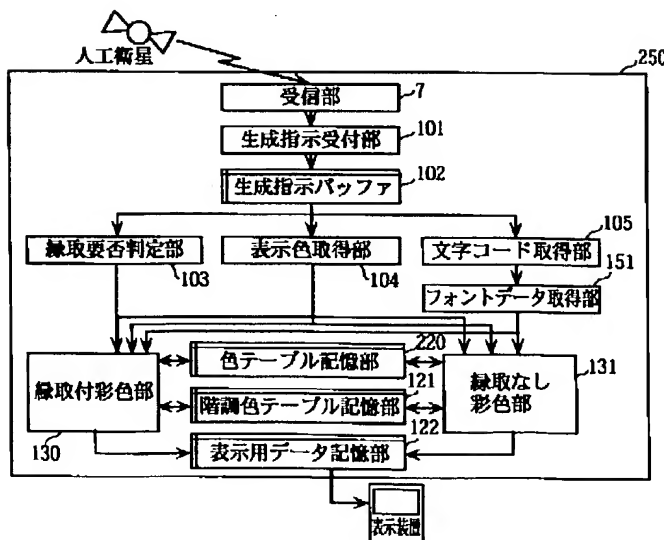 人工衛星
250
受信部
7
生成指示受付部
101
生成指示バッファ
102
縁取要否判定部
103
表示色取得部
104
文字コード取得部
105
フォントデータ取得部
151
色テーブル記憶部
220
階調色テーブル記憶部
121
表示用データ記憶部
122
縁取付彩色部
130
縁取なし
彩色部
131
表示装置